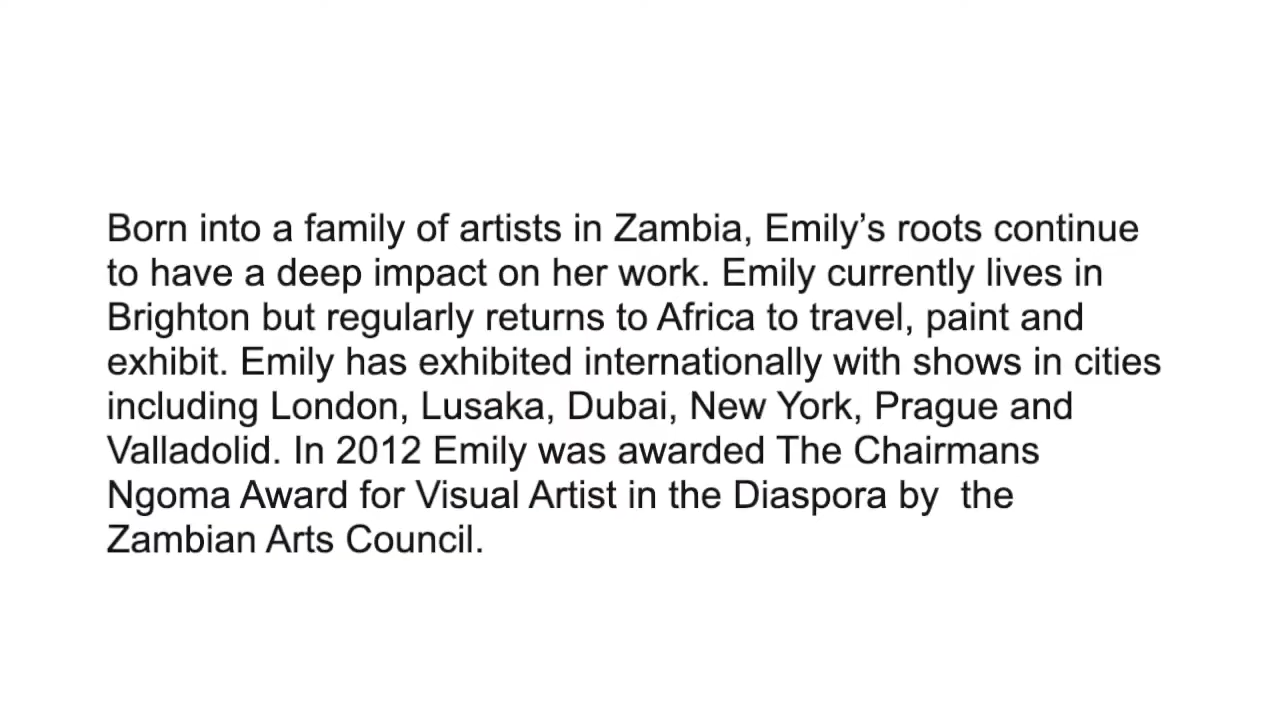 Born into a family of artists in Zambia, Emily’s roots continue
to have a deep impact on her work. Emily currently lives in
Brighton but regularly returns to Africa to travel, paint and
exhibit. Emily has exhibited internationally with shows in cities
including London, Lusaka, Dubai, New York, Prague and
Valladolid. In 2012 Emily was awarded The Chairmans
Ngoma Award for Visual Artist in the Diaspora by  the
Zambian Arts Council.